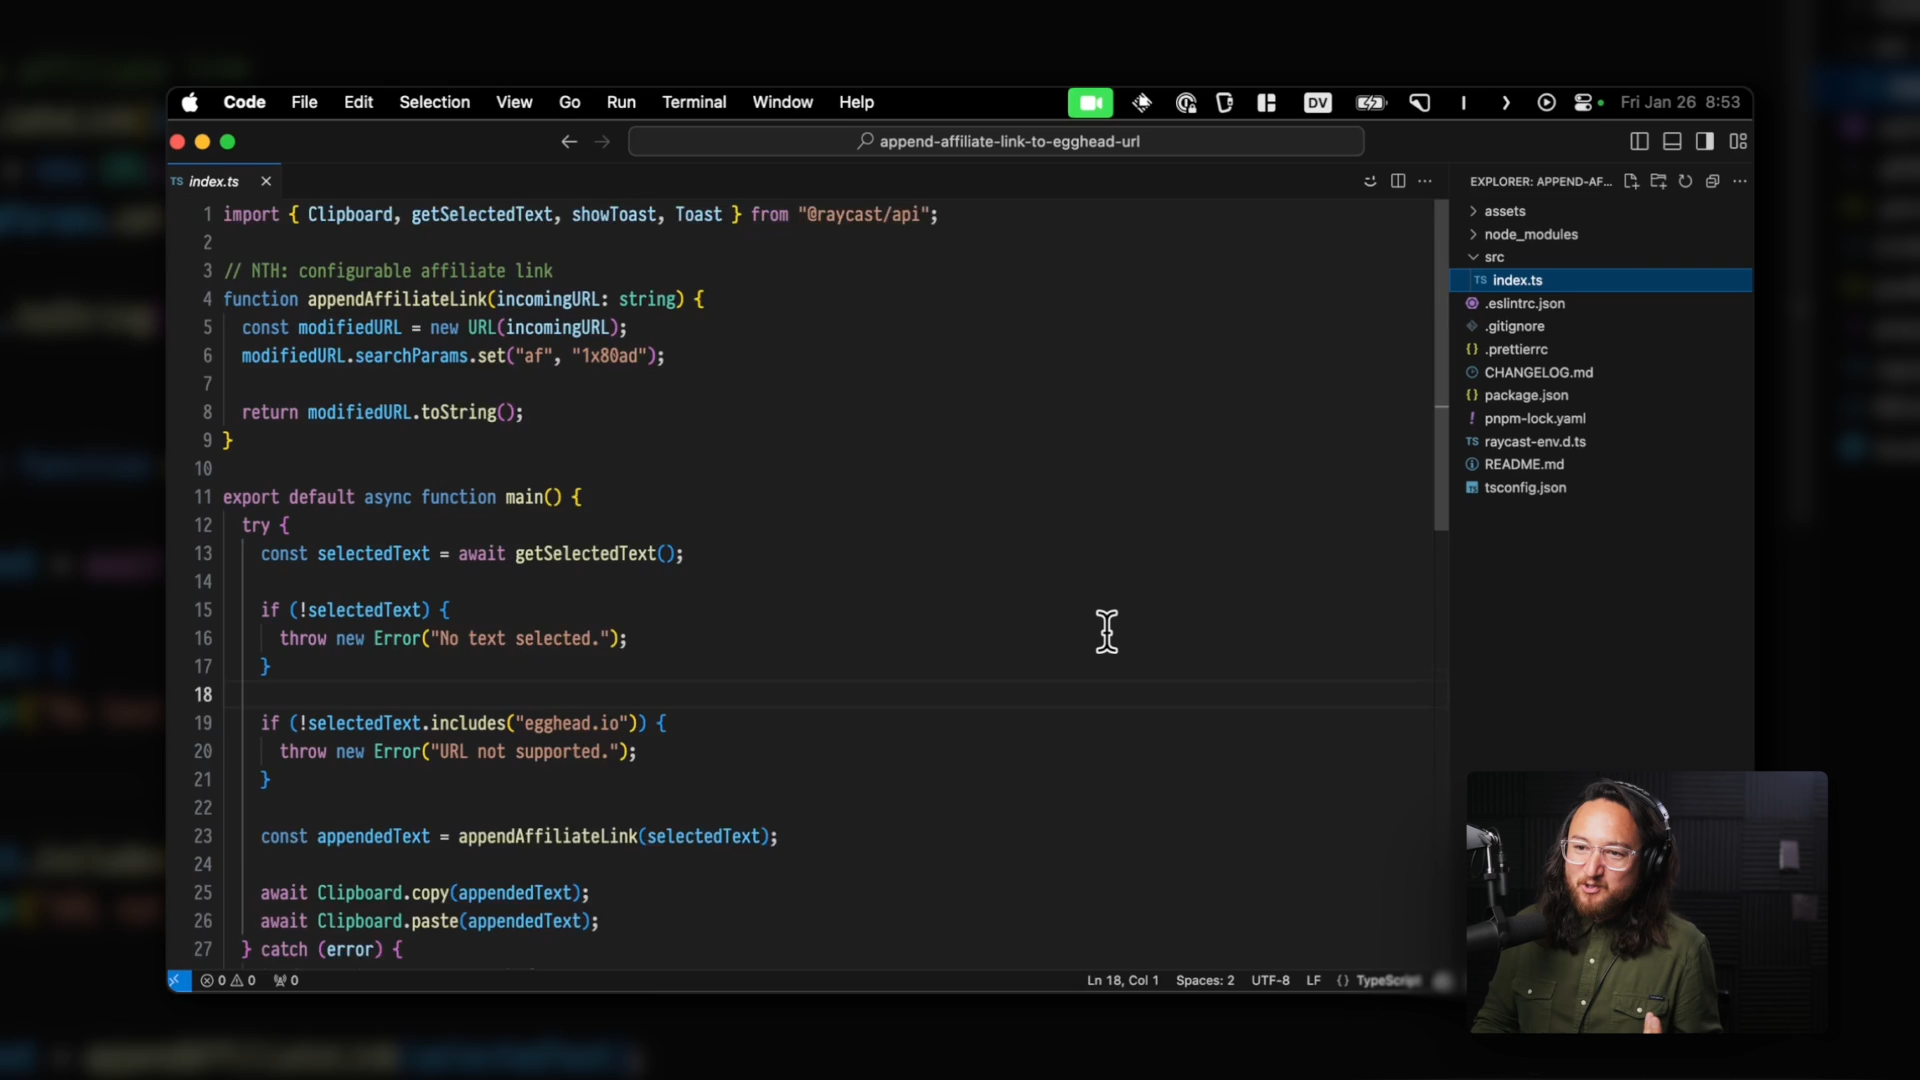 Code File Edit Selection View Go Run Terminal Window Help DV Fri Jan 26 8:53
append-affiliate-link-to-egghead-url
TS index.ts
EXPLORER: APPEND-AF...
1 import { Clipboard, getSelectedText, showToast, Toast } from "@raycast/api";
2
3 // NTH: configurable affiliate link
4 function appendAffiliateLink(incomingURL: string) {
5 const modifiedURL = new URL(incomingURL);
6 modifiedURL.searchParams.set("af", "1x80ad");
7
8 return modifiedURL.toString();
9 }
10
11 export default async function main() {
12 try {
13 const selectedText = await getSelectedText();
14
15 if (!selectedText) {
16 throw new Error("No text selected.");
17 }
18
19 if (!selectedText.includes("egghead.io")) {
20 throw new Error("URL not supported.");
21 }
22
23 const appendedText = appendAffiliateLink(selectedText);
24
25 await Clipboard.copy(appendedText);
26 await Clipboard.paste(appendedText);
27 } catch (error) {
assets
node_modules
src
TS index.ts
.eslintrc.json
.gitignore
{} .prettierrc
CHANGELOG.md
{} package.json
! pnpm-lock.yaml
TS raycast-env.d.ts
README.md
tsconfig.json
0 0 0 Ln 18, Col 1 Spaces: 2 UTF-8 LF {} TypeScript